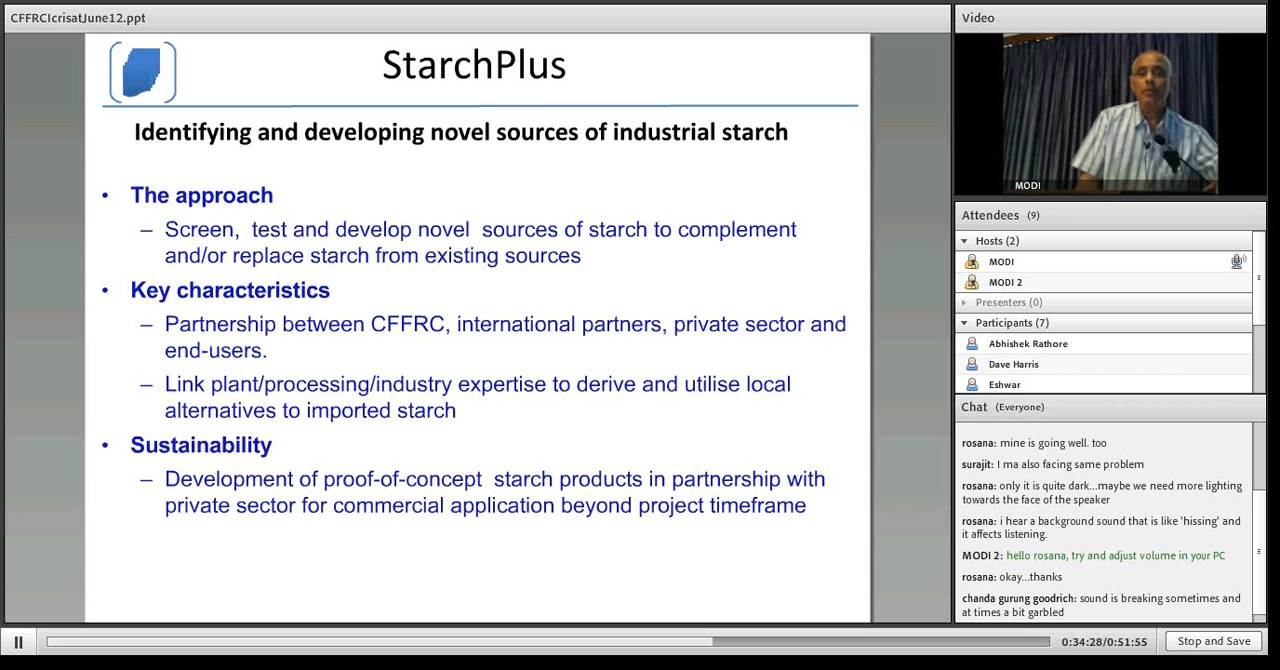 CFFRCIcrisatJune12.ppt
StarchPlus
Identifying and developing novel sources of industrial starch
• The approach
– Screen, test and develop novel sources of starch to complement
and/or replace starch from existing sources
• Key characteristics
– Partnership between CFFRC, international partners, private sector and
end-users.
– Link plant/processing/industry expertise to derive and utilise local
alternatives to imported starch
• Sustainability
– Development of proof-of-concept starch products in partnership with
private sector for commercial application beyond project timeframe
Video
MODI
Attendees (9)
Hosts (2)
MODI
MODI 2
Presenters (0)
Participants (7)
Abhishek Rathore
Dave Harris
Eshwar
Chat (Everyone)
rosana: mine is going well. too
surajit: I ma also facing same problem
rosana: only it is quite dark...maybe we need more lighting
towards the face of the speaker
rosana: i hear a background sound that is like 'hissing' and
it affects listening.
MODI 2: hello rosana, try and adjust volume in your PC
rosana: okay...thanks
chanda gurung goodrich: sound is breaking sometimes and
at times a bit garbled
0:34:28/0:51:55
Stop and Save